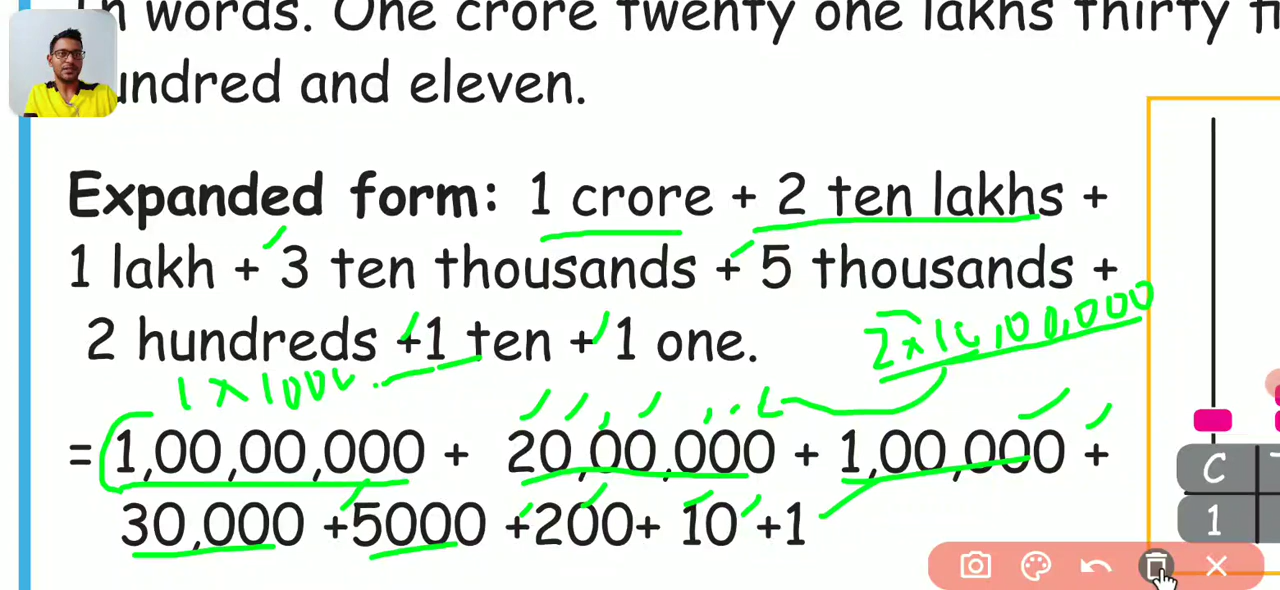 In words. One crore twenty one lakhs thirty
hundred and eleven.
Expanded form: 1 crore + 2 ten lakhs +
1 lakh + 3 ten thousands + 5 thousands +
2 hundreds +1 ten + 1 one.
2×10,00,000
1 × 1000
= 1,00,00,000 + 20,00,000 + 1,00,000 +
30,000 +5000 +200+ 10 +1
C
1